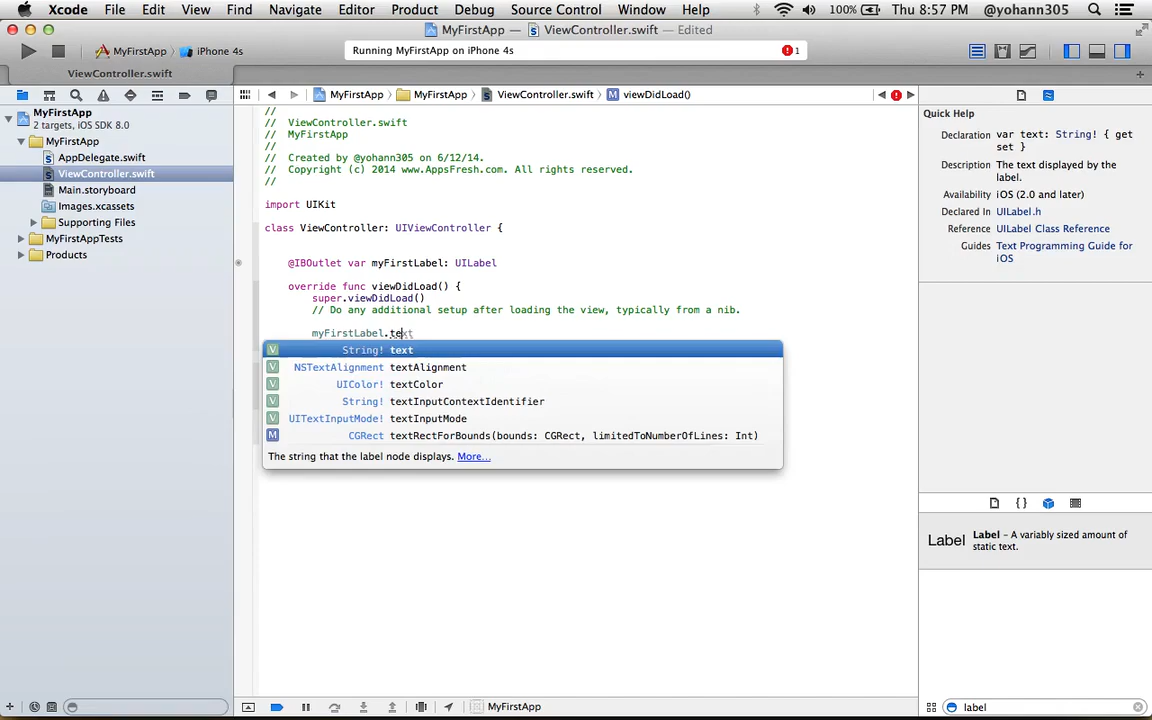 Xcode File Edit View Find Navigate Editor Product Debug Source Control Window Help 100% Thu 8:57 PM @yohann305
MyFirstApp — ViewController.swift — Edited
MyFirstApp iPhone 4s
Running MyFirstApp on iPhone 4s
1
ViewController.swift
MyFirstApp MyFirstApp ViewController.swift M viewDidLoad()
MyFirstApp
2 targets, iOS SDK 8.0
MyFirstApp
AppDelegate.swift
ViewController.swift
Main.storyboard
Images.xcassets
Supporting Files
MyFirstAppTests
Products
//
// ViewController.swift
// MyFirstApp
//
// Created by @yohann305 on 6/12/14.
// Copyright (c) 2014 www.AppsFresh.com. All rights reserved.
//
import UIKit
class ViewController: UIViewController {
@IBOutlet var myFirstLabel: UILabel
override func viewDidLoad() {
super.viewDidLoad()
// Do any additional setup after loading the view, typically from a nib.
myFirstLabel.text
V String! text
V NSTextAlignment textAlignment
V UIColor! textColor
V String! textInputContextIdentifier
V UITextInputMode! textInputMode
M CGRect textRectForBounds(bounds: CGRect, limitedToNumberOfLines: Int)
The string that the label node displays. More...
Quick Help
Declaration var text: String! { get
set }
Description The text displayed by the
label.
Availability iOS (2.0 and later)
Declared In UILabel.h
Reference UILabel Class Reference
Guides Text Programming Guide for
iOS
{ }
Label Label – A variably sized amount of
static text.
MyFirstApp
label